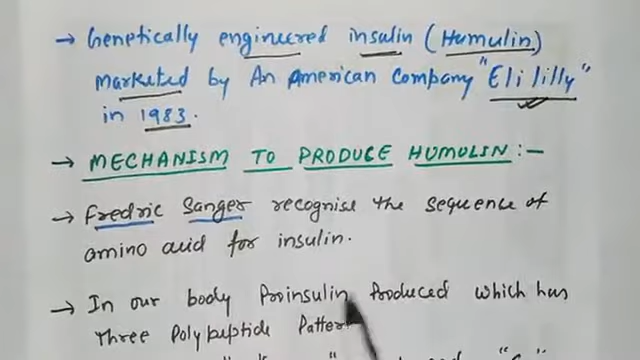 → Genetically engineered insulin (Humulin)
marketed by An American company "Eli lilly"
in 1983.
→ MECHANISM TO PRODUCE HUMULIN:-
→ Fredric Sanger recognise the sequence of
amino acid for insulin.
→ In our body Proinsulin Produced which has
three Polypeptide